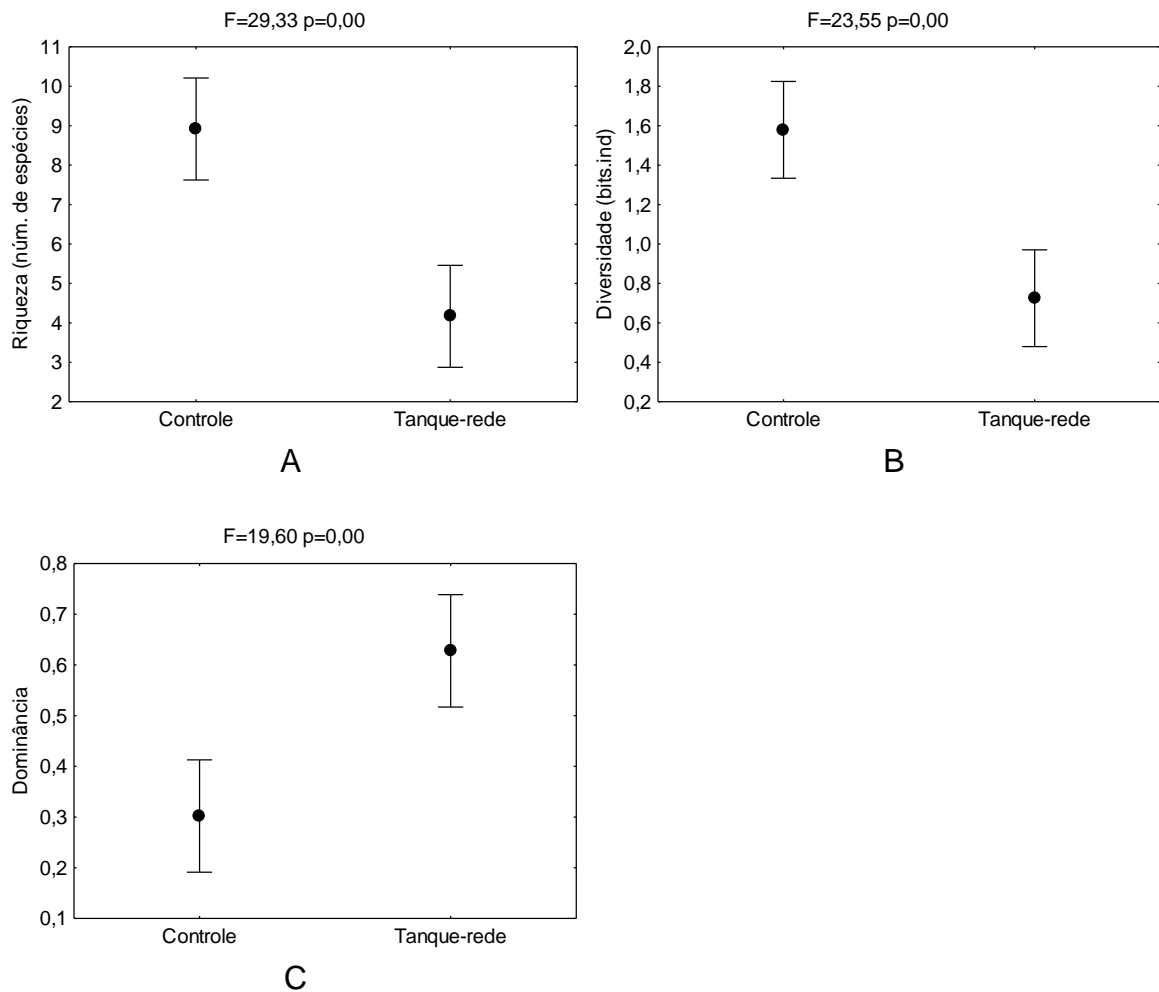 F=29,33 p=0,00
11
10
9
8
7
6
5
4
3
2
Riqueza (núm. de espécies)
Controle
Tanque-rede
A
F=23,55 p=0,00
2,0
1,8
1,6
1,4
1,2
1,0
0,8
0,6
0,4
0,2
Diversidade (bits.ind)
Controle
Tanque-rede
B
F=19,60 p=0,00
0,8
0,7
0,6
0,5
0,4
0,3
0,2
0,1
Dominância
Controle
Tanque-rede
C